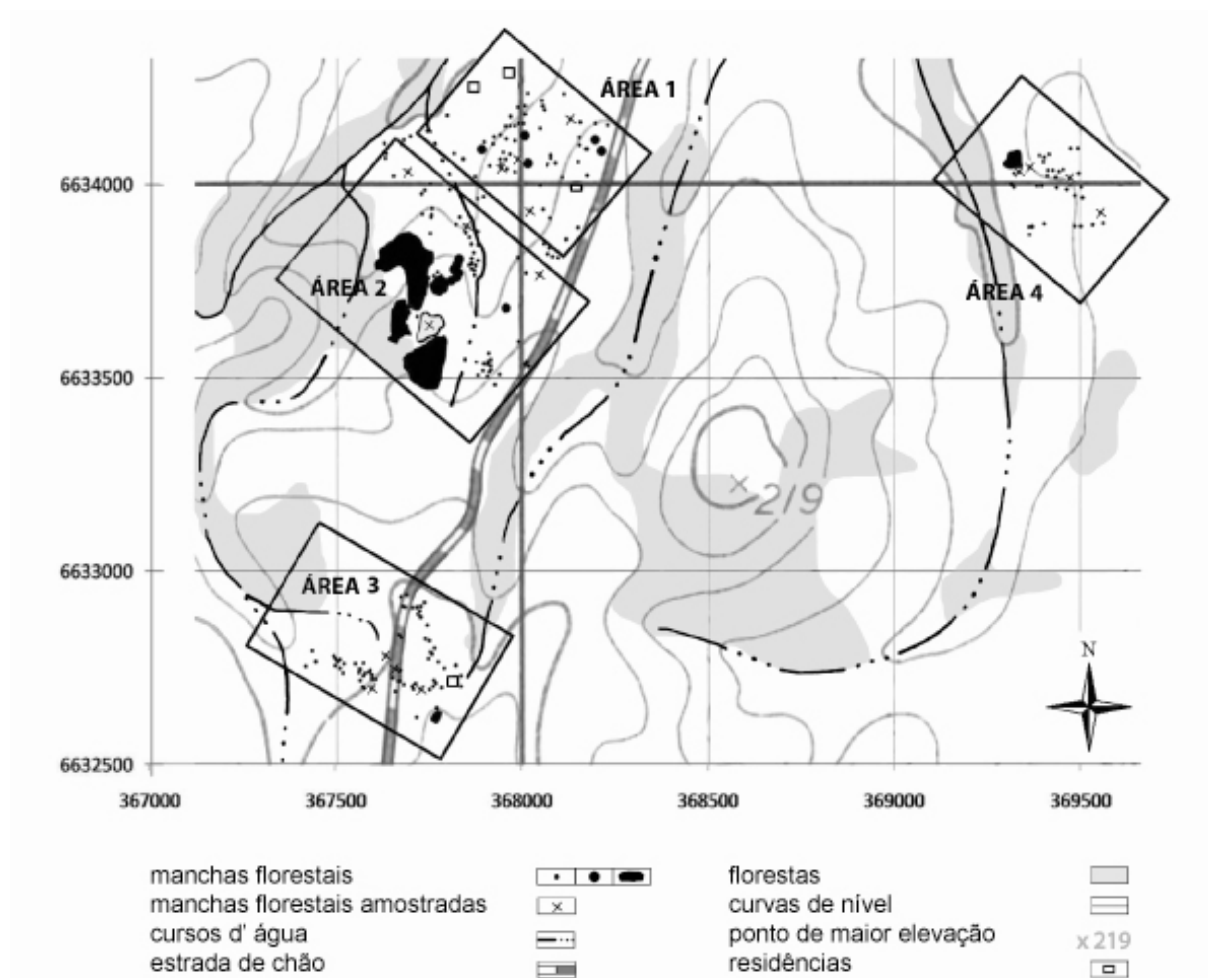 ÁREA 1
6634000
ÁREA 2
ÁREA 4
6633500
219
6633000
ÁREA 3
N
6632500
367000 367500 368000 368500 369000 369500
manchas florestais florestas
manchas florestais amostradas curvas de nível
cursos d' água ponto de maior elevação x 219
estrada de chão residências